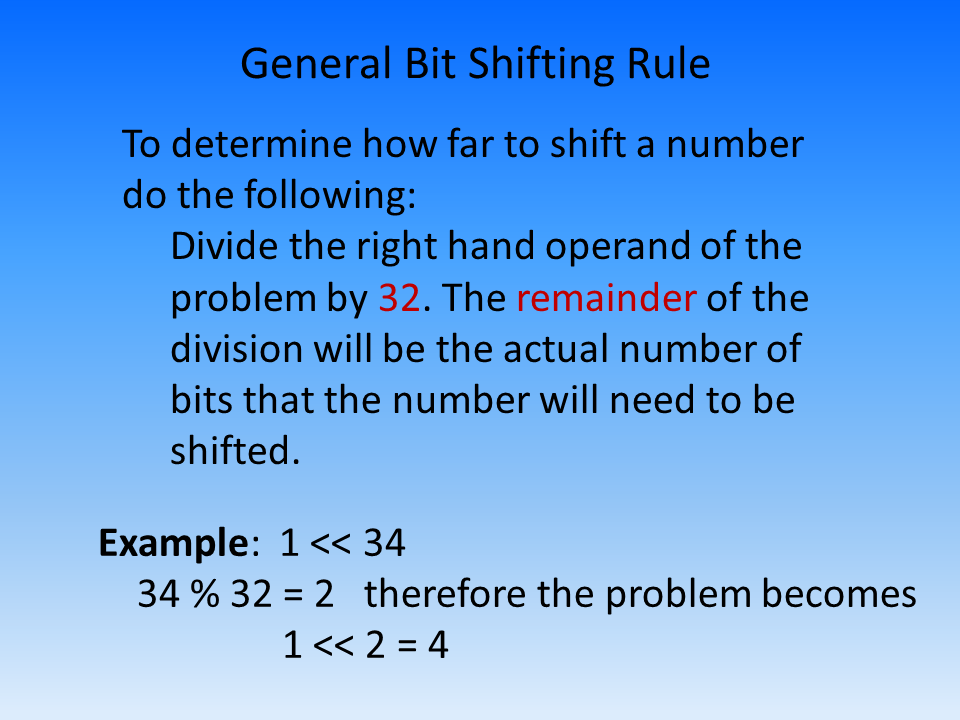 General Bit Shifting Rule
To determine how far to shift a number
do the following:
Divide the right hand operand of the
problem by 32. The remainder of the
division will be the actual number of
bits that the number will need to be
shifted.
Example: 1 << 34
34 % 32 = 2 therefore the problem becomes
1 << 2 = 4